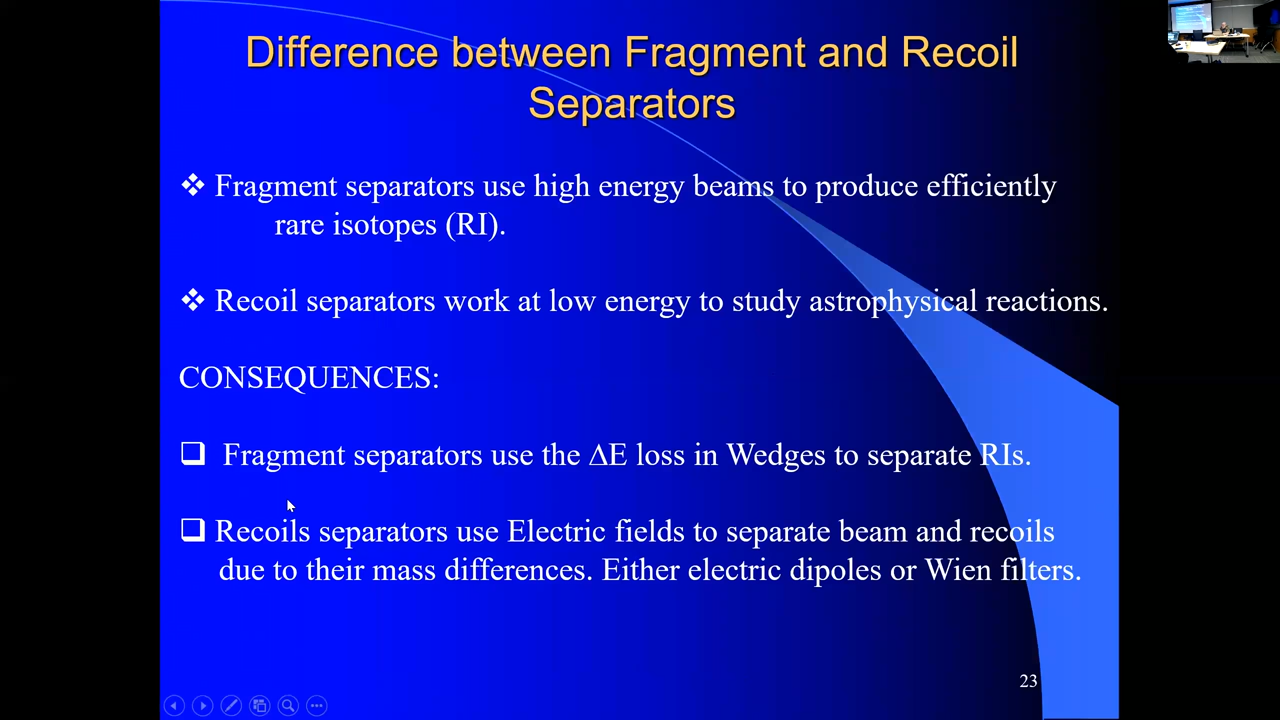 Difference between Fragment and Recoil
Separators
❖ Fragment separators use high energy beams to produce efficiently
rare isotopes (RI).
❖ Recoil separators work at low energy to study astrophysical reactions.
CONSEQUENCES:
❑ Fragment separators use the ΔE loss in Wedges to separate RIs.
❑ Recoils separators use Electric fields to separate beam and recoils
due to their mass differences. Either electric dipoles or Wien filters.
23